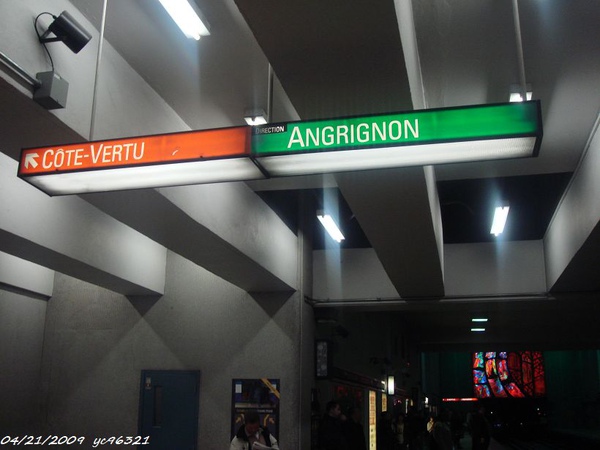 CÔTE-VERTU
DIRECTION ANGRIGNON
04/21/2009 yc96321